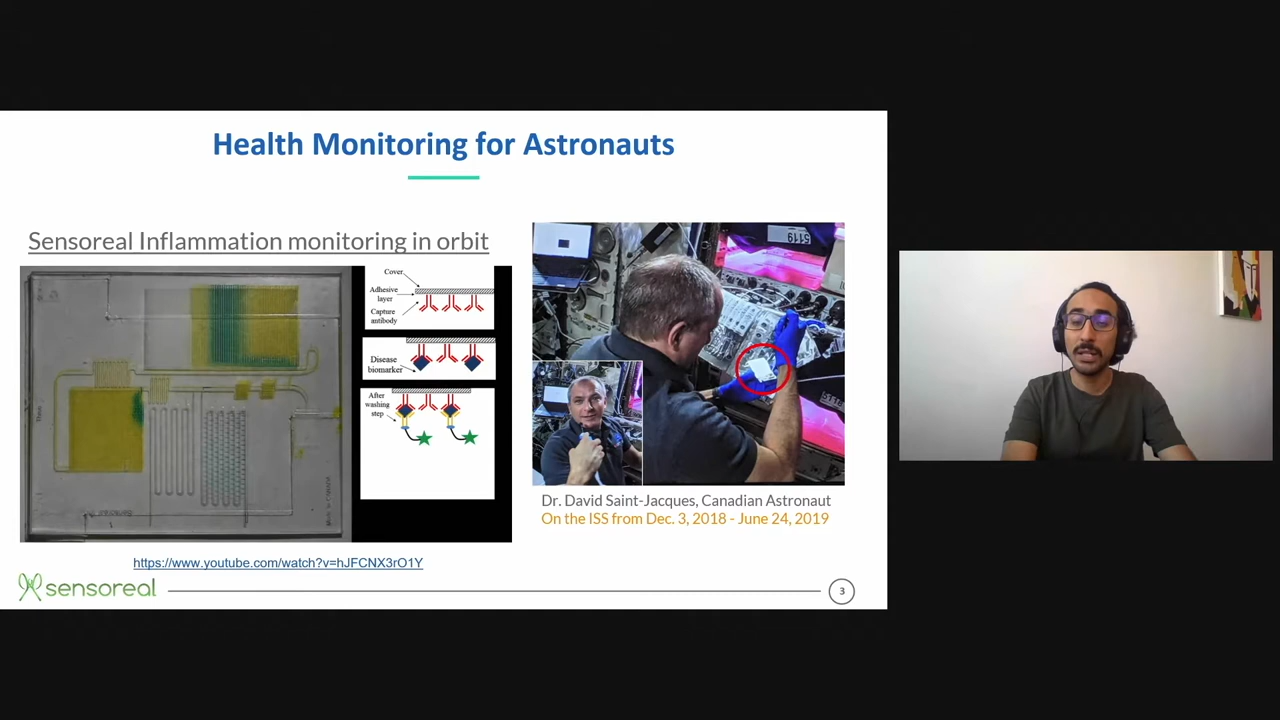 Health Monitoring for Astronauts
Sensoreal Inflammation monitoring in orbit
Cover
Adhesive
layer
Capture
antibody
Disease
biomarker
After
washing
step
5119
Dr. David Saint-Jacques, Canadian Astronaut
On the ISS from Dec. 3, 2018 - June 24, 2019
https://www.youtube.com/watch?v=hJFCNX3rO1Y
sensoreal
3